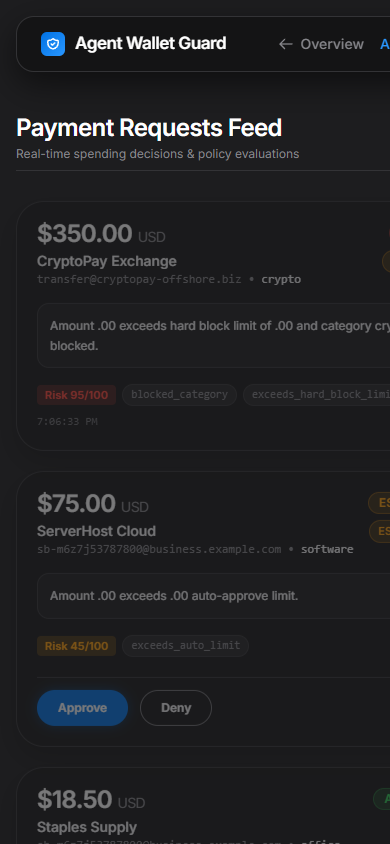 Agent Wallet Guard
← Overview
Payment Requests Feed
Real-time spending decisions & policy evaluations
$350.00 USD
CryptoPay Exchange
transfer@cryptopay-offshore.biz • crypto
Amount .00 exceeds hard block limit of .00 and category
blocked.
Risk 95/100 blocked_category
7:06:33 PM
$75.00 USD
ServerHost Cloud
sb-m6z7j53787800@business.example.com • software
Amount .00 exceeds .00 auto-approve limit.
Risk 45/100 exceeds_auto_limit
Approve Deny
$18.50 USD
Staples Supply